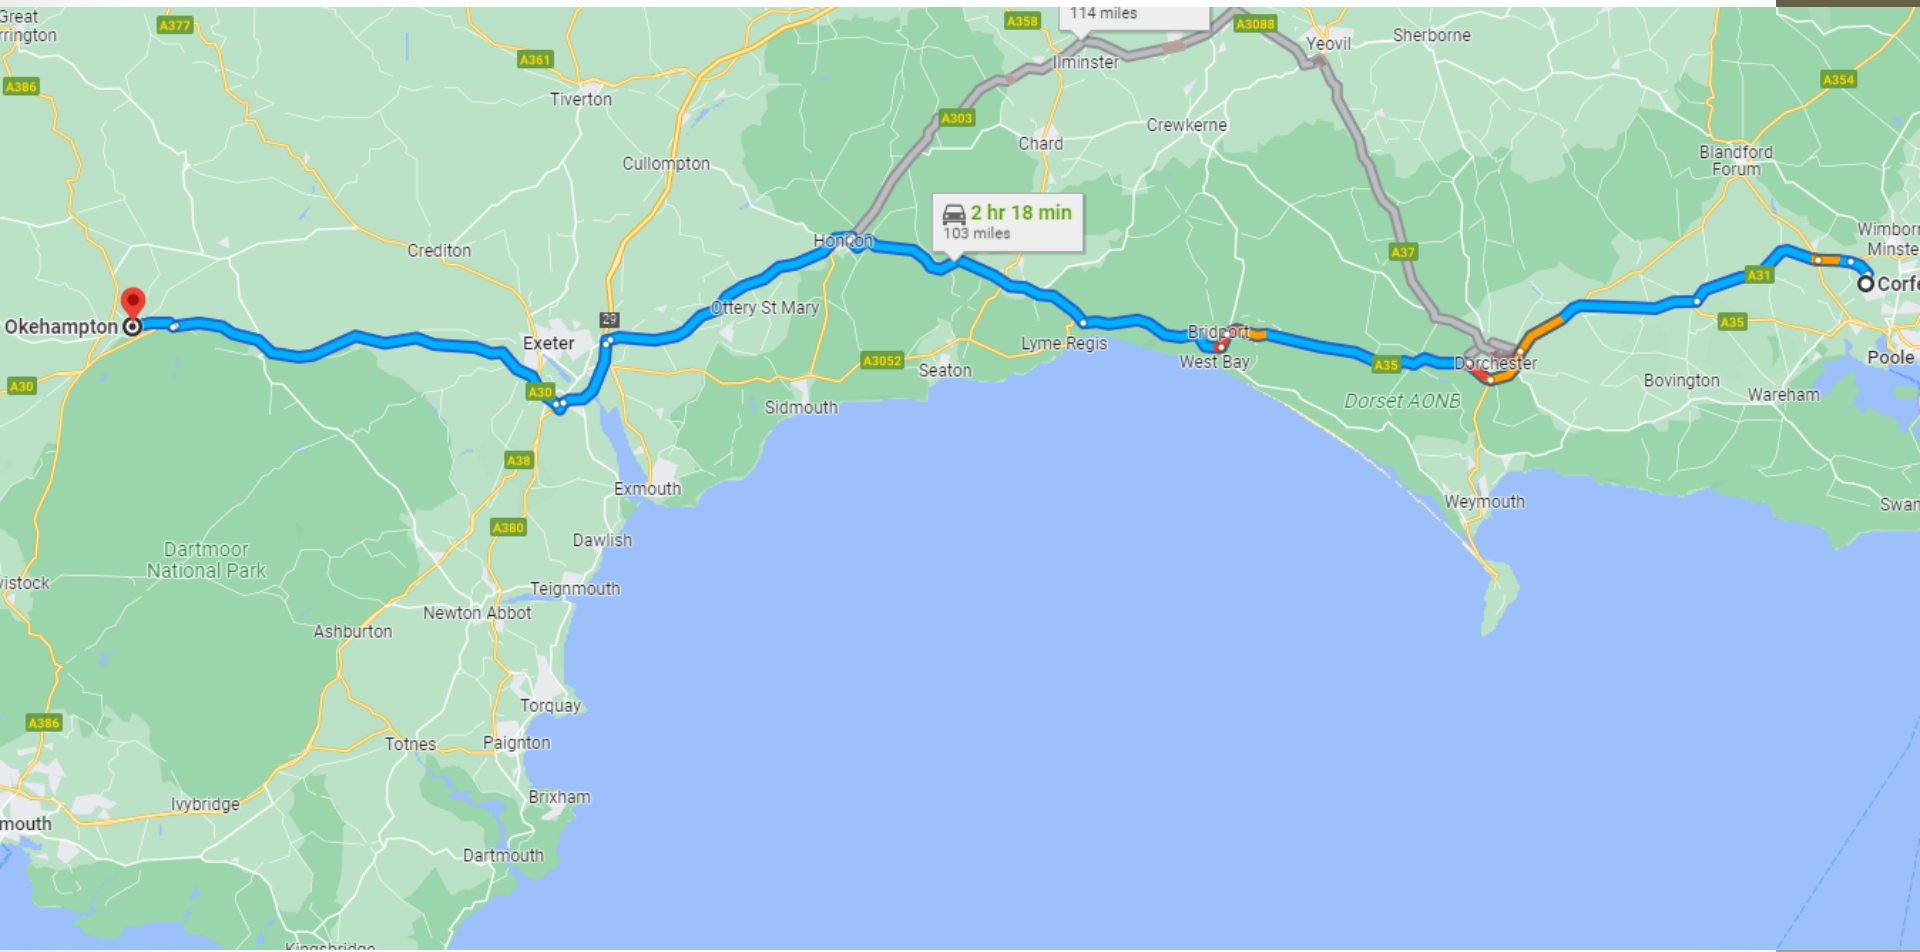 Great
rrington
A377
A358
114 miles
A3088
Yeovil
Sherborne
A361
Ilminster
A386
A354
Tiverton
A303
Crewkerne
Chard
Cullompton
Blandford
Forum
2 hr 18 min
103 miles
Wimborn
Minste
Honiton
Crediton
A37
A31
Corfe
Ottery St Mary
29
A35
Okehampton
Exeter
Bridport
Lyme Regis
West Bay
A3052
Seaton
A35
Dorchester
Poole
A30
A30
Bovington
Wareham
Sidmouth
Dorset AONB
A38
Exmouth
Weymouth
Swan
A380
Dawlish
Dartmoor
National Park
vistock
Teignmouth
Newton Abbot
Ashburton
Torquay
A386
Totnes
Paignton
Ivybridge
Brixham
mouth
Dartmouth
Kingsbridge